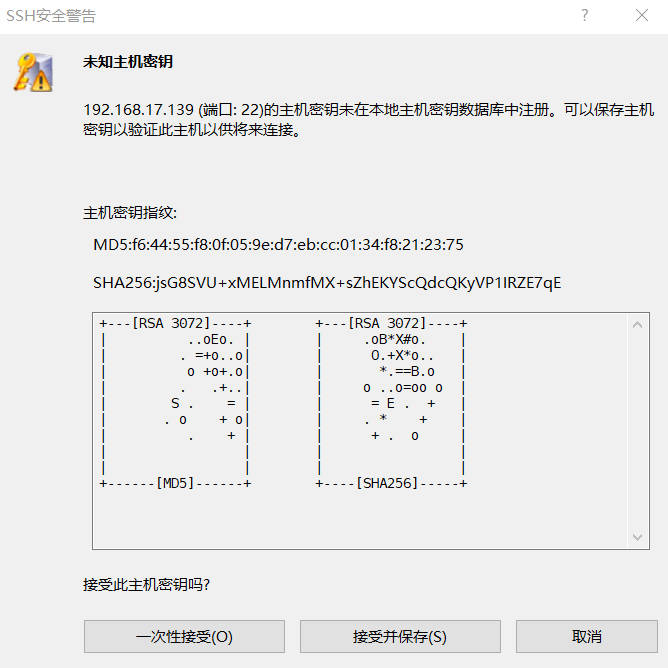 SSH安全警告
未知主机密钥
192.168.17.139 (端口: 22)的主机密钥未在本地主机密钥数据库中注册。可以保存主机
密钥以验证此主机以供将来连接。
主机密钥指纹:
MD5:f6:44:55:f8:0f:05:9e:d7:eb:cc:01:34:f8:21:23:75
SHA256:jsG8SVU+xMELMnmfMX+sZhEKYScQdcQKyVP1IRZE7qE
+---[RSA 3072]----+        +---[RSA 3072]----+
|          ..oEo. |        |     .oB*X#o.    |
|         . =+o..o|        |      O.+X*o..   |
|          o +o+.o|        |       *.==B.o   |
|         .   .+..|        |     o ..o=oo o  |
|        S .    = |        |      = E .  +   |
|       . o    + o|        |     . *    +    |
|          .    + |        |      + .  o     |
|                 |        |                 |
|                 |        |                 |
+------[MD5]------+        +----[SHA256]-----+
接受此主机密钥吗?
一次性接受(O) 接受并保存(S) 取消